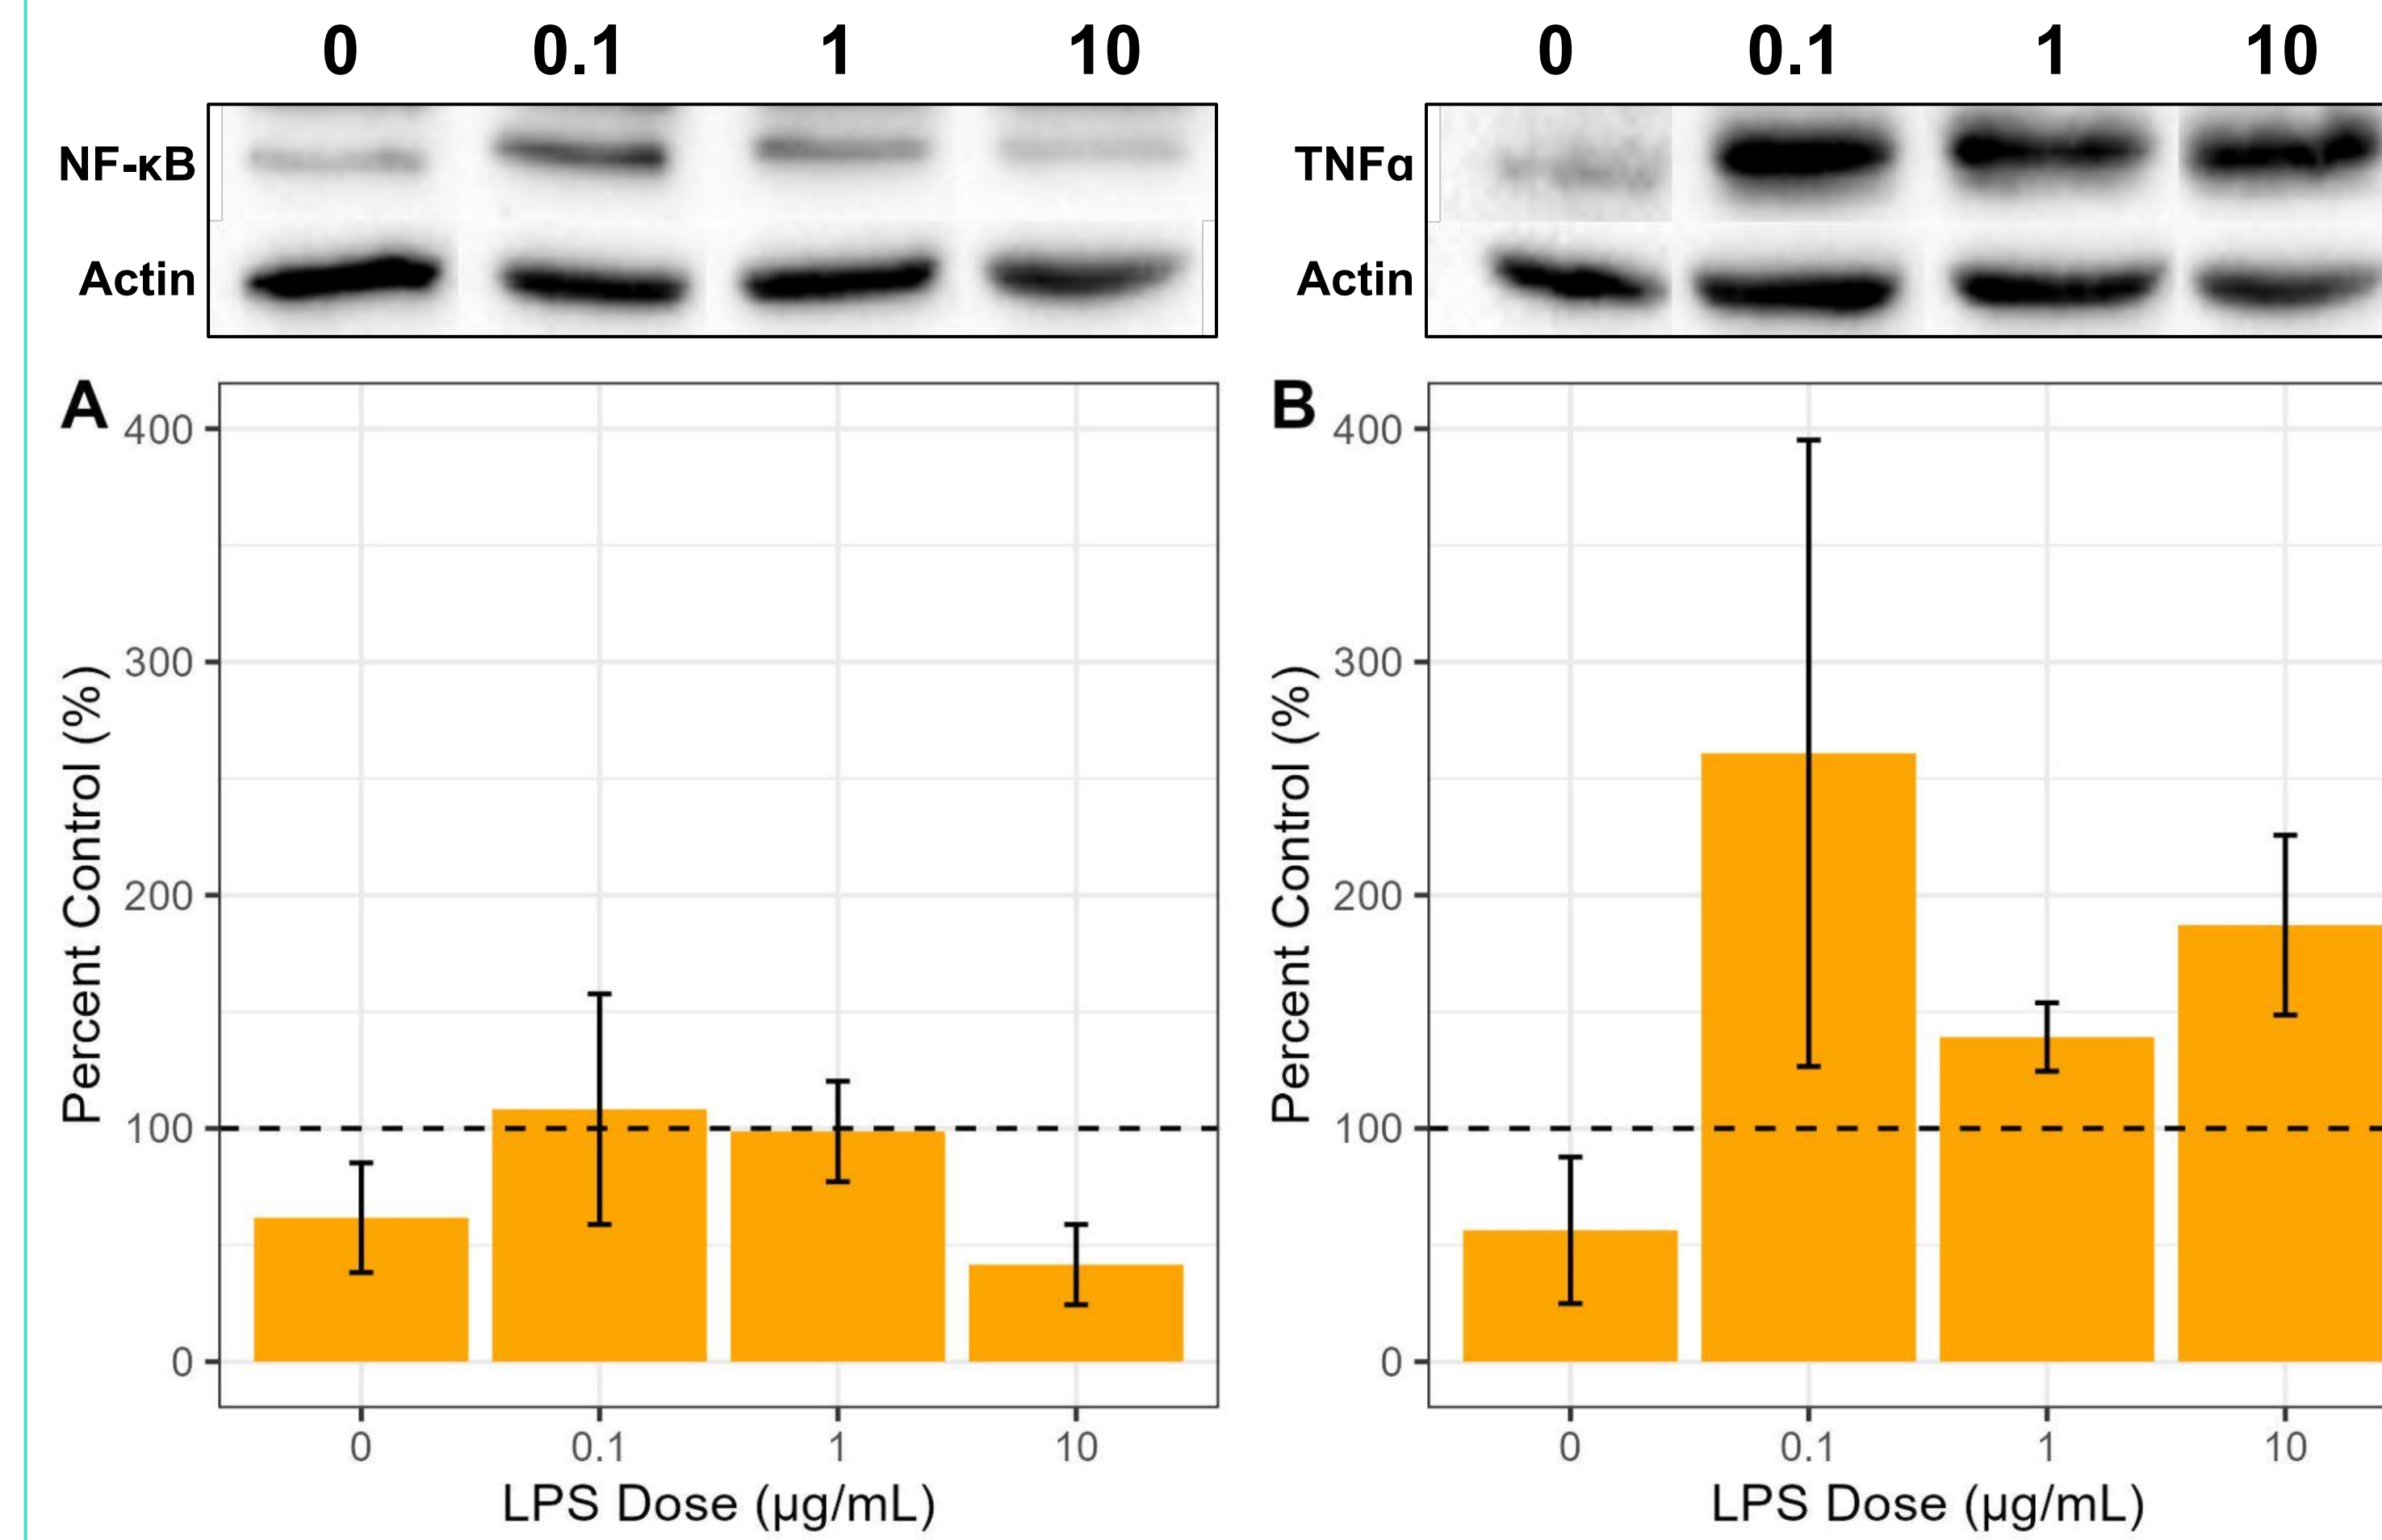 0 0.1 1 10
NF-κB
Actin
A
400
300
200
100
0
Percent Control (%)
0 0.1 1 10
LPS Dose (µg/mL)
0 0.1 1 10
TNFα
Actin
B
400
300
200
100
0
Percent Control (%)
0 0.1 1 10
LPS Dose (µg/mL)